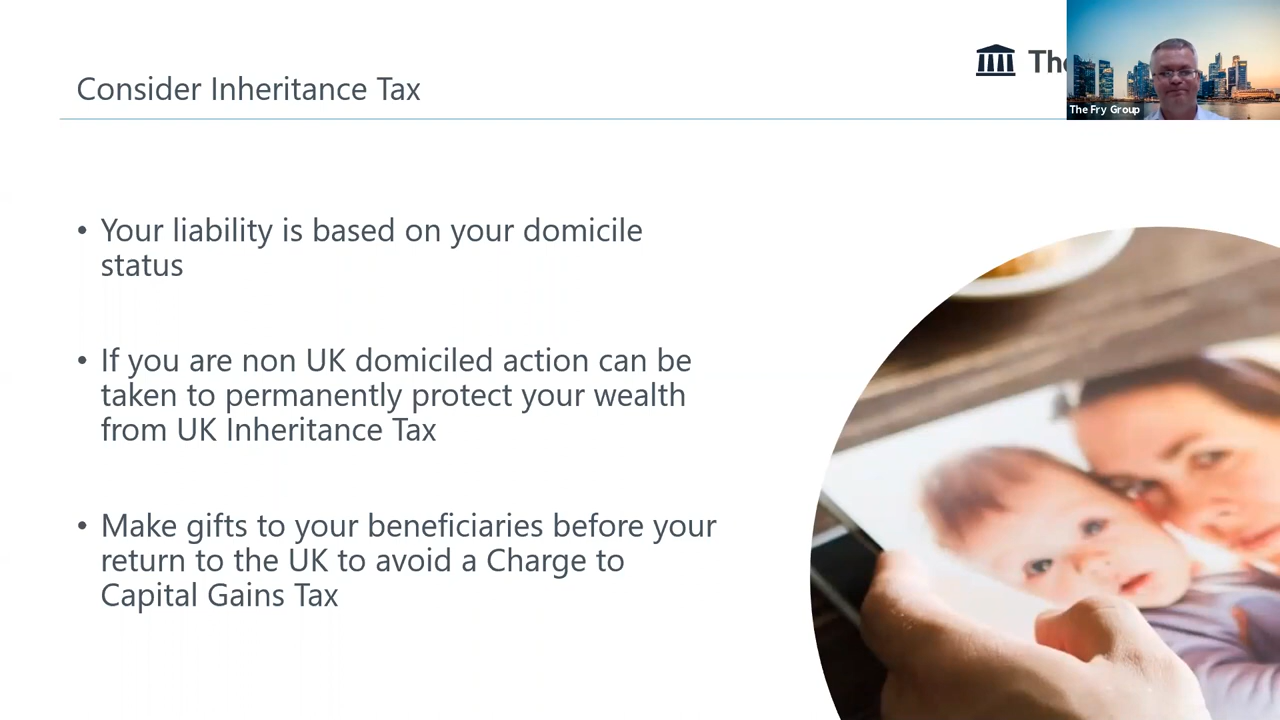 Consider Inheritance Tax
The
The Fry Group
• Your liability is based on your domicile
status
• If you are non UK domiciled action can be
taken to permanently protect your wealth
from UK Inheritance Tax
• Make gifts to your beneficiaries before your
return to the UK to avoid a Charge to
Capital Gains Tax